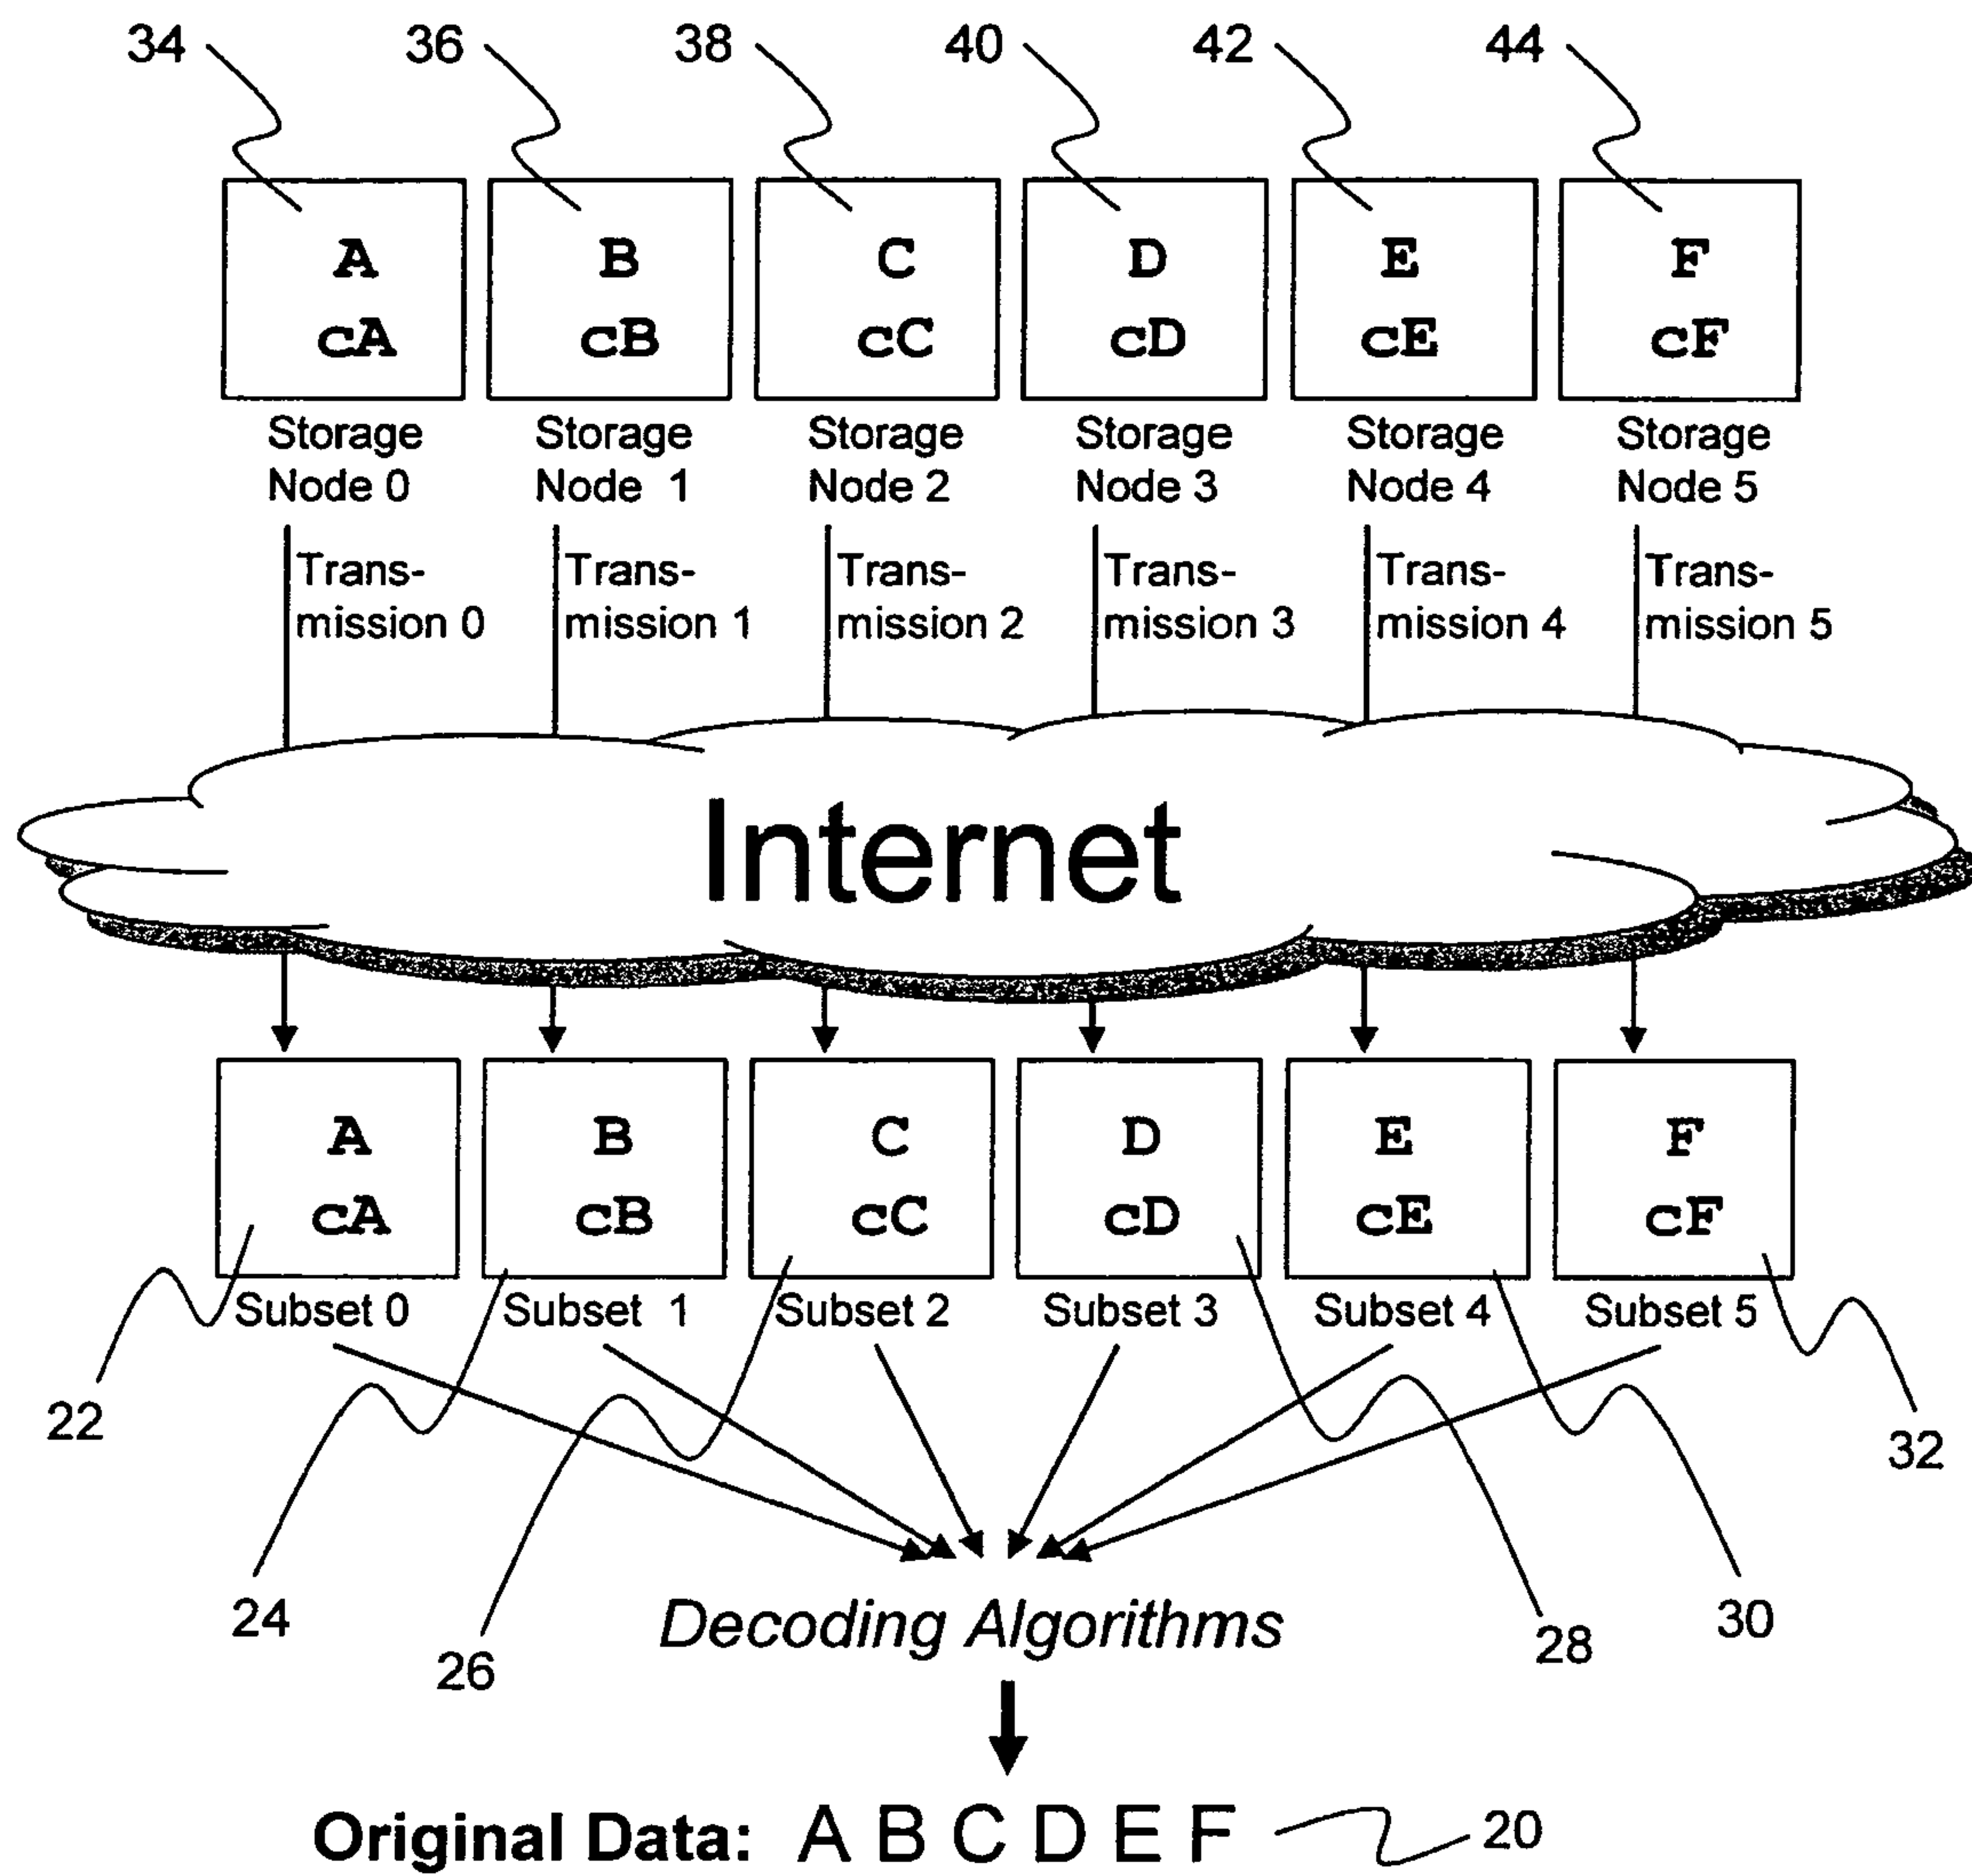 34 36 38 40 42 44
A B C D E F
cA cB cC cD cE cF
Storage Storage Storage Storage Storage Storage
Node 0 Node 1 Node 2 Node 3 Node 4 Node 5
Trans- Trans- Trans- Trans- Trans- Trans-
mission 0 mission 1 mission 2 mission 3 mission 4 mission 5
Internet
A B C D E F
cA cB cC cD cE cF
Subset 0 Subset 1 Subset 2 Subset 3 Subset 4 Subset 5
22 32
24 30
26 28
Decoding Algorithms
Original Data: A B C D E F 20